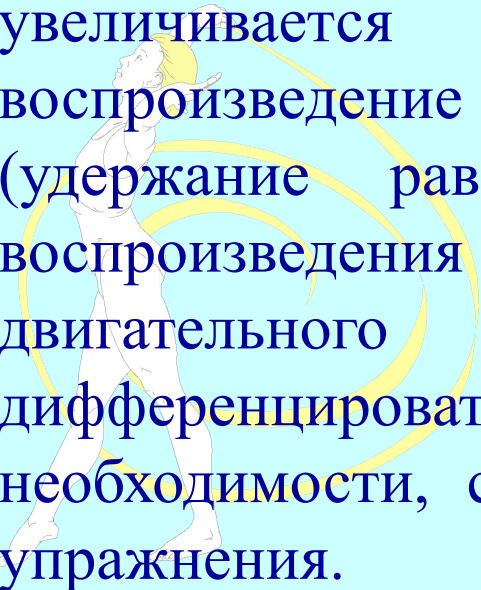 увеличивается
воспроизведение
(удержание рав
воспроизведения
двигательного
дифференцироват
необходимости, с
упражнения.